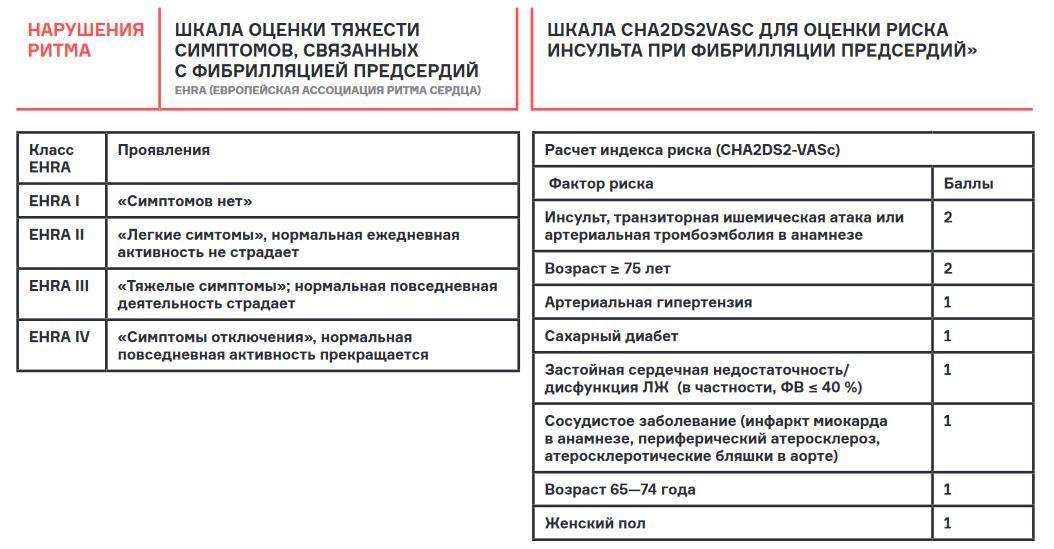 НАРУШЕНИЯ
РИТМА
ШКАЛА ОЦЕНКИ ТЯЖЕСТИ
СИМПТОМОВ, СВЯЗАННЫХ
С ФИБРИЛЛЯЦИЕЙ ПРЕДСЕРДИЙ
EHRA (ЕВРОПЕЙСКАЯ АССОЦИАЦИЯ РИТМА СЕРДЦА)
ШКАЛА CHA2DS2VASC ДЛЯ ОЦЕНКИ РИСКА
ИНСУЛЬТА ПРИ ФИБРИЛЛЯЦИИ ПРЕДСЕРДИЙ»
Класс
EHRA
Проявления
EHRA I
«Симптомов нет»
EHRA II
«Легкие симтомы», нормальная ежедневная
активность не страдает
EHRA III
«Тяжелые симптомы»; нормальная повседневная
деятельность страдает
EHRA IV
«Симптомы отключения», нормальная
повседневная активность прекращается
Расчет индекса риска (CHA2DS2-VASc)
Фактор риска
Баллы
Инсульт, транзиторная ишемическая атака или
артериальная тромбоэмболия в анамнезе
2
Возраст ≥ 75 лет
2
Артериальная гипертензия
1
Сахарный диабет
1
Застойная сердечная недостаточность/
дисфункция ЛЖ (в частности, ФВ ≤ 40 %)
1
Сосудистое заболевание (инфаркт миокарда
в анамнезе, периферический атеросклероз,
атеросклеротические бляшки в аорте)
1
Возраст 65—74 года
1
Женский пол
1